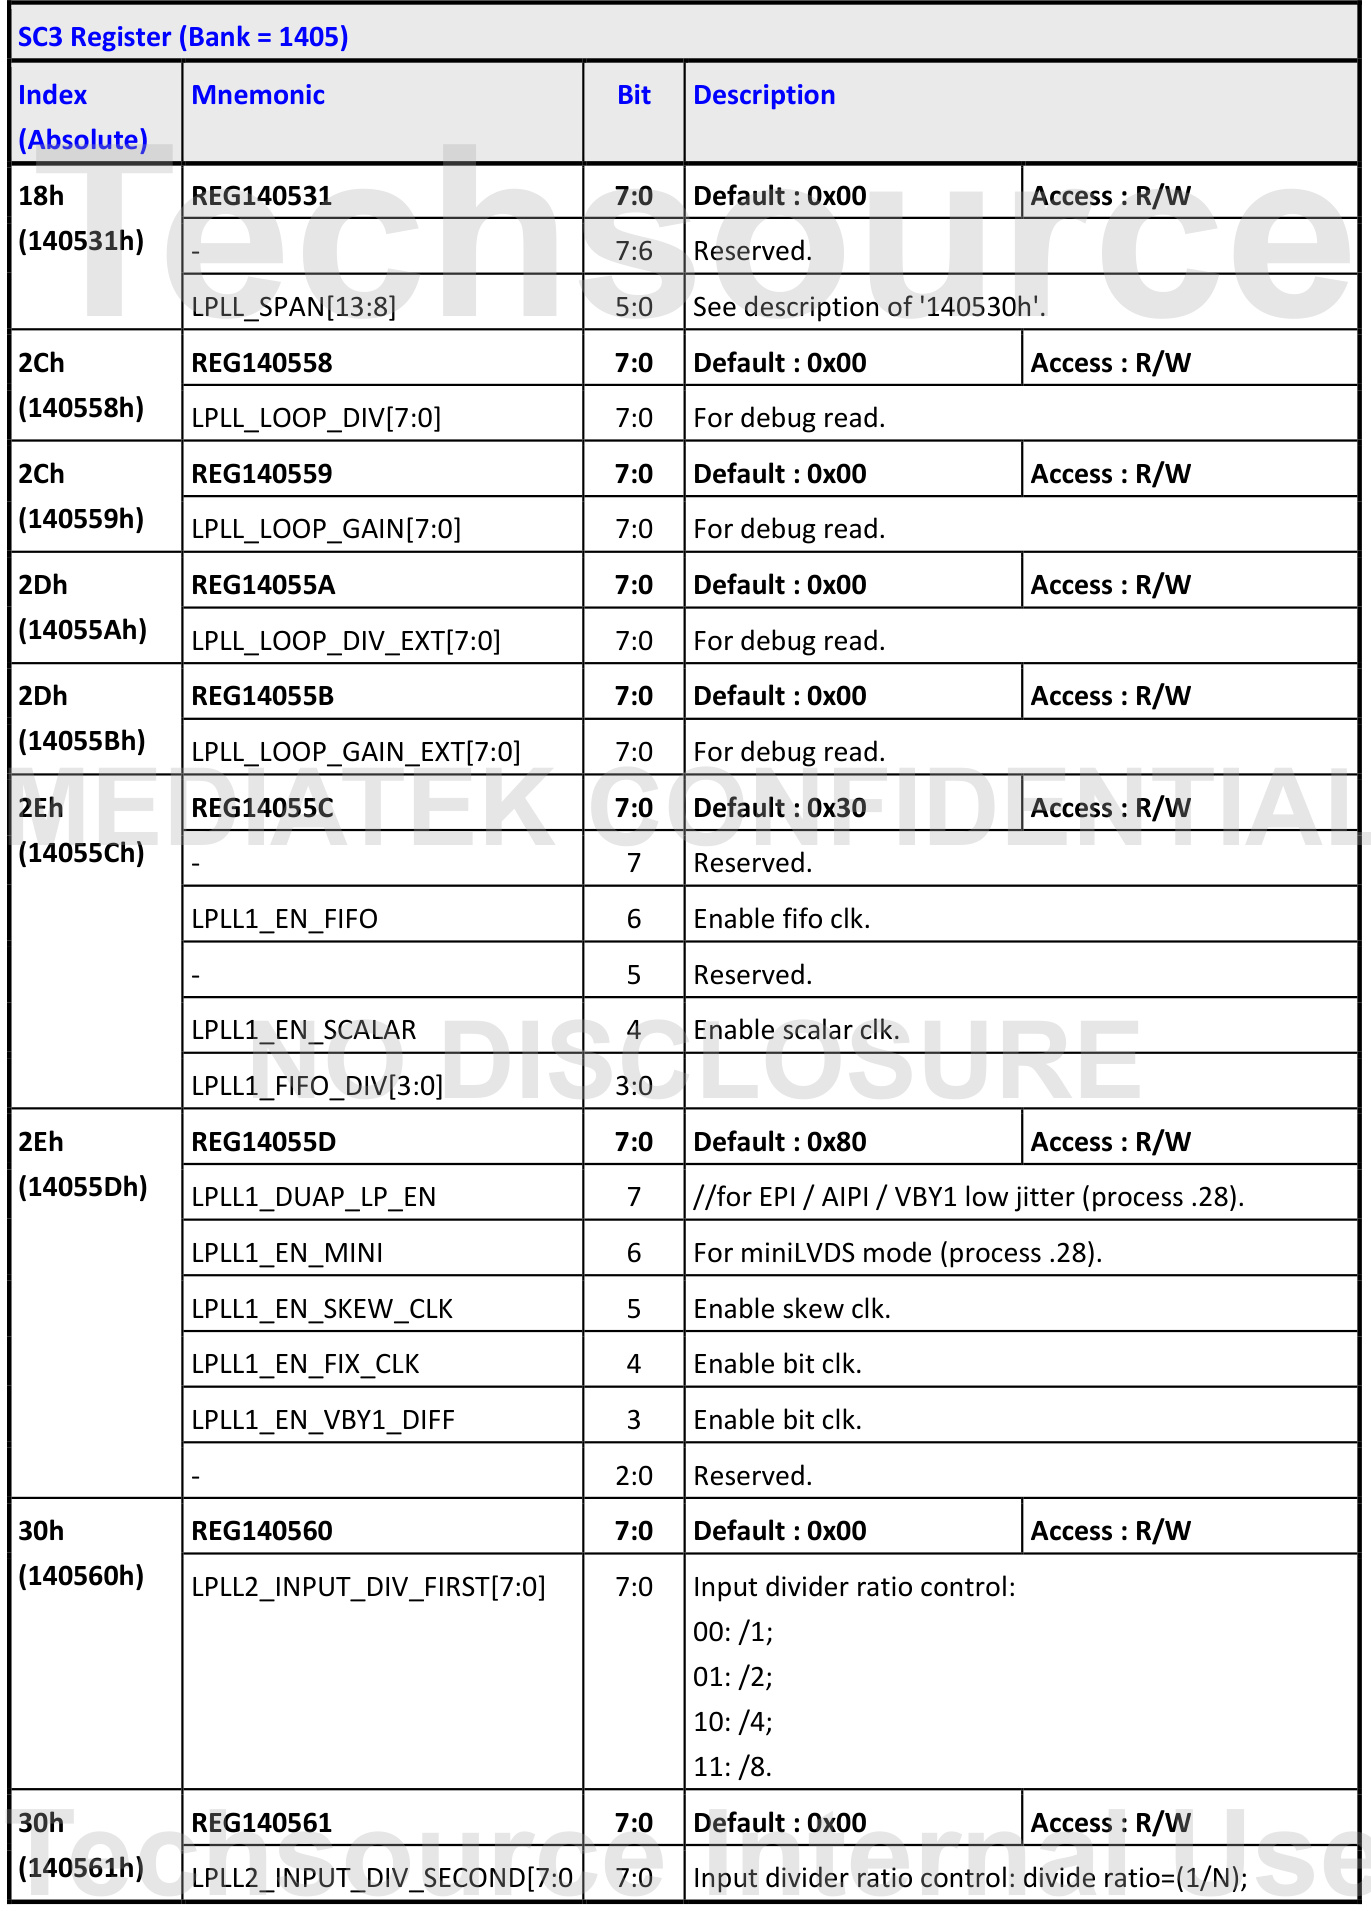 SC3 Register (Bank = 1405)
Index (Absolute) Mnemonic Bit Description
18h (140531h) REG140531 7:0 Default : 0x00 Access : R/W
- 7:6 Reserved.
LPLL_SPAN[13:8] 5:0 See description of '140530h'.
2Ch (140558h) REG140558 7:0 Default : 0x00 Access : R/W
LPLL_LOOP_DIV[7:0] 7:0 For debug read.
2Ch (140559h) REG140559 7:0 Default : 0x00 Access : R/W
LPLL_LOOP_GAIN[7:0] 7:0 For debug read.
2Dh (14055Ah) REG14055A 7:0 Default : 0x00 Access : R/W
LPLL_LOOP_DIV_EXT[7:0] 7:0 For debug read.
2Dh (14055Bh) REG14055B 7:0 Default : 0x00 Access : R/W
LPLL_LOOP_GAIN_EXT[7:0] 7:0 For debug read.
2Eh (14055Ch) REG14055C 7:0 Default : 0x30 Access : R/W
- 7 Reserved.
LPLL1_EN_FIFO 6 Enable fifo clk.
- 5 Reserved.
LPLL1_EN_SCALAR 4 Enable scalar clk.
LPLL1_FIFO_DIV[3:0] 3:0
2Eh (14055Dh) REG14055D 7:0 Default : 0x80 Access : R/W
LPLL1_DUAP_LP_EN 7 //for EPI / AIPI / VBY1 low jitter (process .28).
LPLL1_EN_MINI 6 For miniLVDS mode (process .28).
LPLL1_EN_SKEW_CLK 5 Enable skew clk.
LPLL1_EN_FIX_CLK 4 Enable bit clk.
LPLL1_EN_VBY1_DIFF 3 Enable bit clk.
- 2:0 Reserved.
30h (140560h) REG140560 7:0 Default : 0x00 Access : R/W
LPLL2_INPUT_DIV_FIRST[7:0] 7:0 Input divider ratio control:
00: /1;
01: /2;
10: /4;
11: /8.
30h (140561h) REG140561 7:0 Default : 0x00 Access : R/W
LPLL2_INPUT_DIV_SECOND[7:0 7:0 Input divider ratio control: divide ratio=(1/N);
Techsource
MEDIATEK CONFIDENTIAL
NO DISCLOSURE
Techsource Internal Use